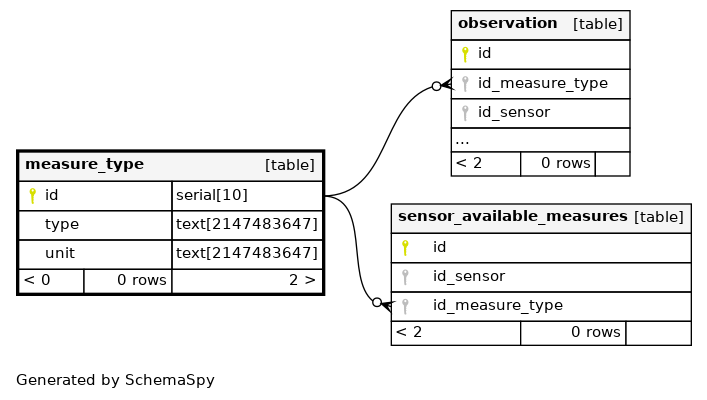 observation [table]
id
id_measure_type
id_sensor
...
< 2 0 rows
measure_type [table]
id serial[10]
type text[2147483647]
unit text[2147483647]
< 0 0 rows 2 >
sensor_available_measures [table]
id
id_sensor
id_measure_type
< 2 0 rows
Generated by SchemaSpy